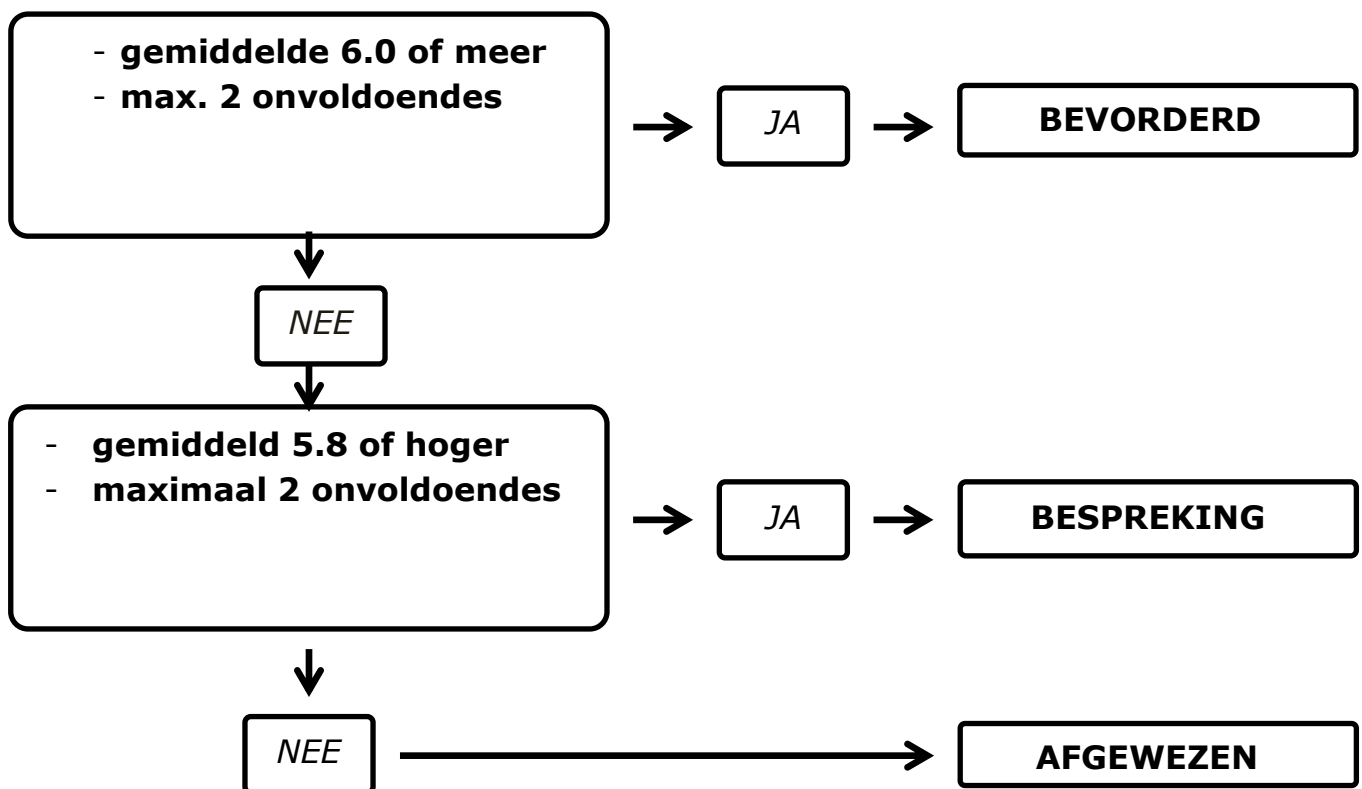 - gemiddelde 6.0 of meer
- max. 2 onvoldoendes
JA
BEVORDERD
NEE
- gemiddeld 5.8 of hoger
- maximaal 2 onvoldoendes
JA
BESPREKING
NEE
AFGEWEZEN